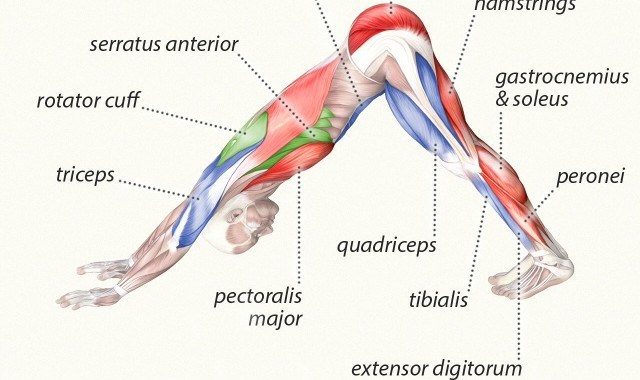 hamstrings
serratus anterior
gastrocnemius
& soleus
rotator cuff
triceps
peronei
quadriceps
pectoralis
major
tibialis
extensor digitorum